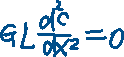 GL d²C/dx² = 0